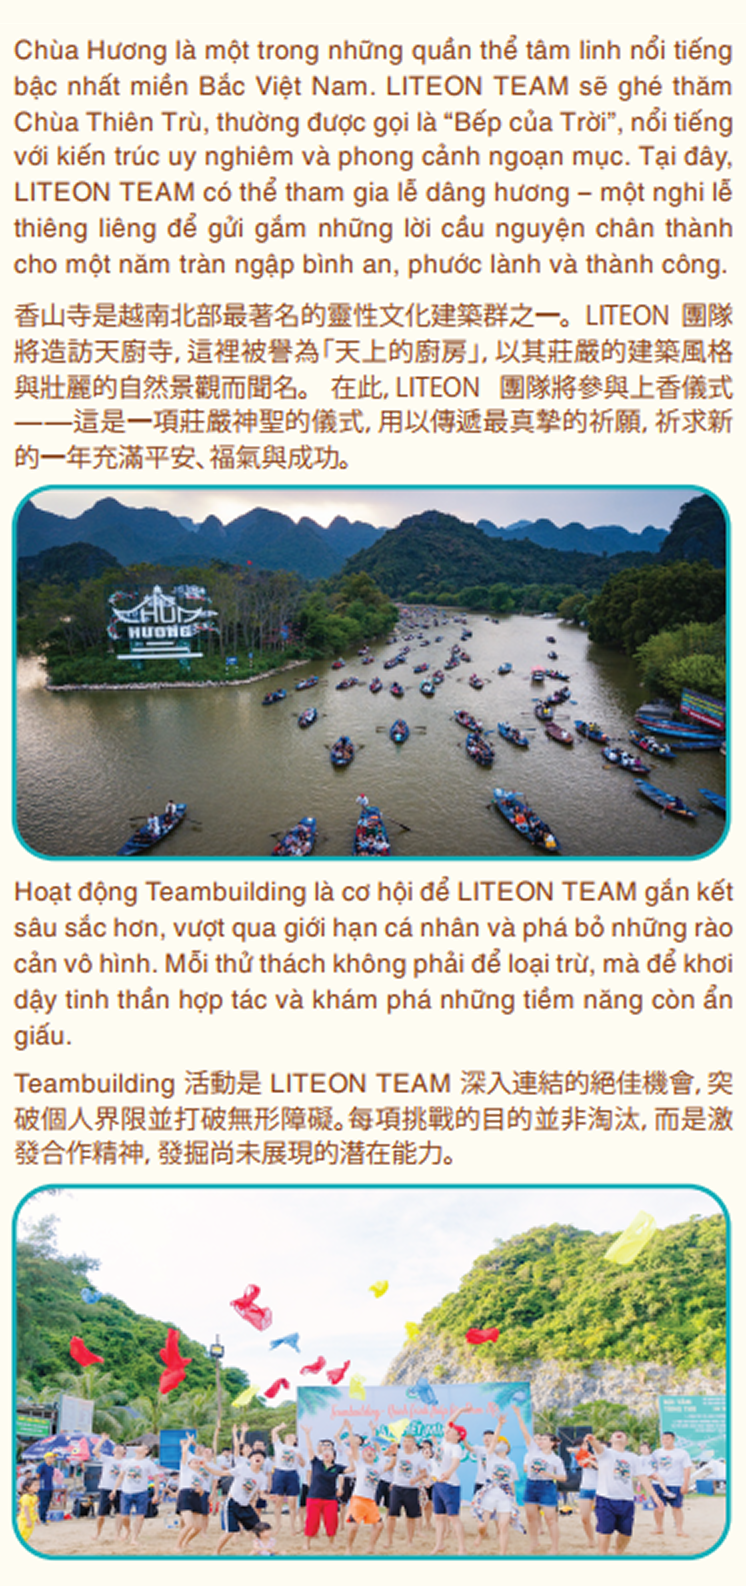 Chùa Hương là một trong những quần thể tâm linh nổi tiếng
bậc nhất miền Bắc Việt Nam. LITEON TEAM sẽ ghé thăm
Chùa Thiên Trù, thường được gọi là “Bếp của Trời”, nổi tiếng
với kiến trúc uy nghiêm và phong cảnh ngoạn mục. Tại đây,
LITEON TEAM có thể tham gia lễ dâng hương – một nghi lễ
thiêng liêng để gửi gắm những lời cầu nguyện chân thành
cho một năm tràn ngập bình an, phước lành và thành công.
香山寺是越南北部最著名的靈性文化建築群之一。LITEON 團隊
將造訪天廚寺, 這裡被譽為「天上的廚房」, 以其莊嚴的建築風格
與壯麗的自然景觀而聞名。 在此, LITEON 團隊將參與上香儀式
——這是一項莊嚴神聖的儀式, 用以傳遞最真摯的祈願, 祈求新
的一年充滿平安、福氣與成功。
HƯƠNG
Hoạt động Teambuilding là cơ hội để LITEON TEAM gắn kết
sâu sắc hơn, vượt qua giới hạn cá nhân và phá bỏ những rào
cản vô hình. Mỗi thử thách không phải để loại trừ, mà để khơi
dậy tinh thần hợp tác và khám phá những tiềm năng còn ẩn
giấu.
Teambuilding 活動是 LITEON TEAM 深入連結的絕佳機會, 突
破個人界限並打破無形障礙。每項挑戰的目的並非淘汰, 而是激
發合作精神, 發掘尚未展現的潛在能力。
Teambuilding